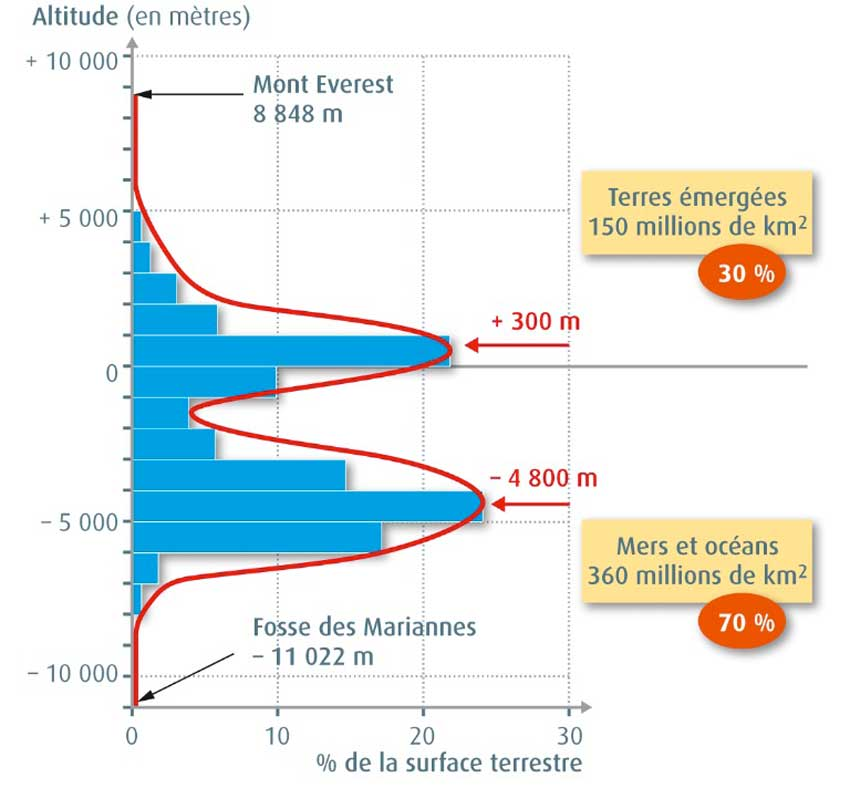 Altitude (en mètres)
+ 10 000
Mont Everest
8 848 m
+ 5 000
Terres émergées
150 millions de km²
30 %
+ 300 m
0
– 4 800 m
– 5 000
Mers et océans
360 millions de km²
70 %
Fosse des Mariannes
– 11 022 m
– 10 000
0 10 20 30
% de la surface terrestre